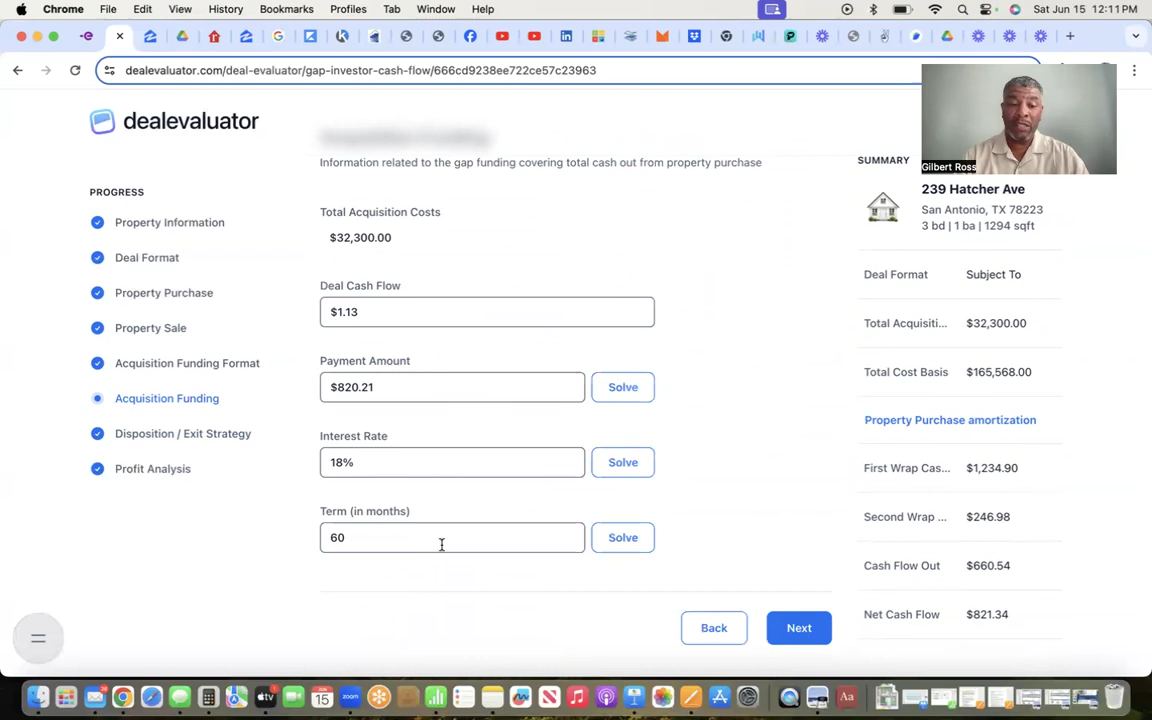 Chrome File Edit View History Bookmarks Profiles Tab Window Help Sat Jun 15 12:11 PM
dealevaluator.com/deal-evaluator/gap-investor-cash-flow/666cd9238ee722ce57c23963
dealevaluator
Gilbert Ross
PROGRESS
Property Information
Deal Format
Property Purchase
Property Sale
Acquisition Funding Format
Acquisition Funding
Disposition / Exit Strategy
Profit Analysis
Acquisition Funding
Information related to the gap funding covering total cash out from property purchase
Total Acquisition Costs
$32,300.00
Deal Cash Flow
$1.13
Payment Amount
$820.21 Solve
Interest Rate
18% Solve
Term (in months)
60 Solve
Back Next
SUMMARY
239 Hatcher Ave
San Antonio, TX 78223
3 bd | 1 ba | 1294 sqft
Deal Format Subject To
Total Acquisiti... $32,300.00
Total Cost Basis $165,568.00
Property Purchase amortization
First Wrap Cas... $1,234.90
Second Wrap ... $246.98
Cash Flow Out $660.54
Net Cash Flow $821.34
JUN
15
zoom
tv
Aa